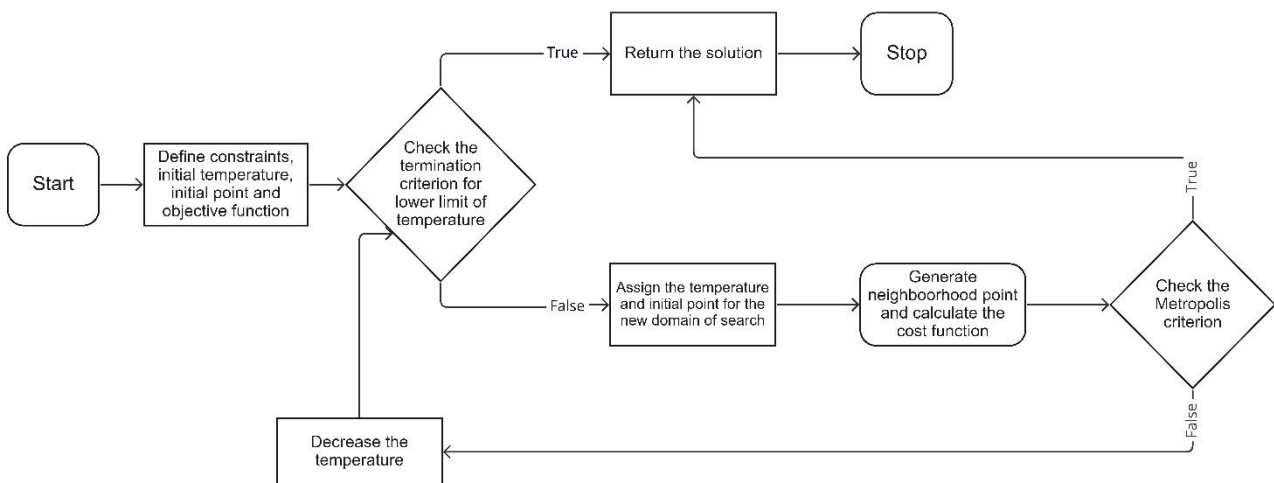 Start
Define constraints,
initial temperature,
initial point and
objective function
Check the
termination
criterion for
lower limit of
temperature
True
Return the solution
Stop
False
Assign the temperature
and initial point for the
new domain of search
Generate
neighboorhood point
and calculate the
cost function
Check the
Metropolis
criterion
True
False
Decrease the
temperature